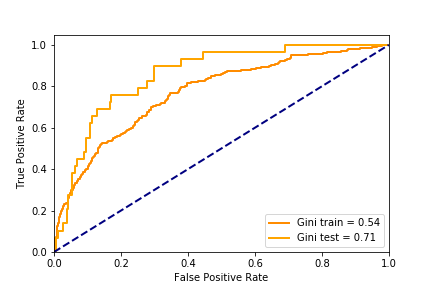 1.0
0.8
0.6
0.4
0.2
0.0
True Positive Rate
0.0 0.2 0.4 0.6 0.8 1.0
False Positive Rate
Gini train = 0.54
Gini test = 0.71